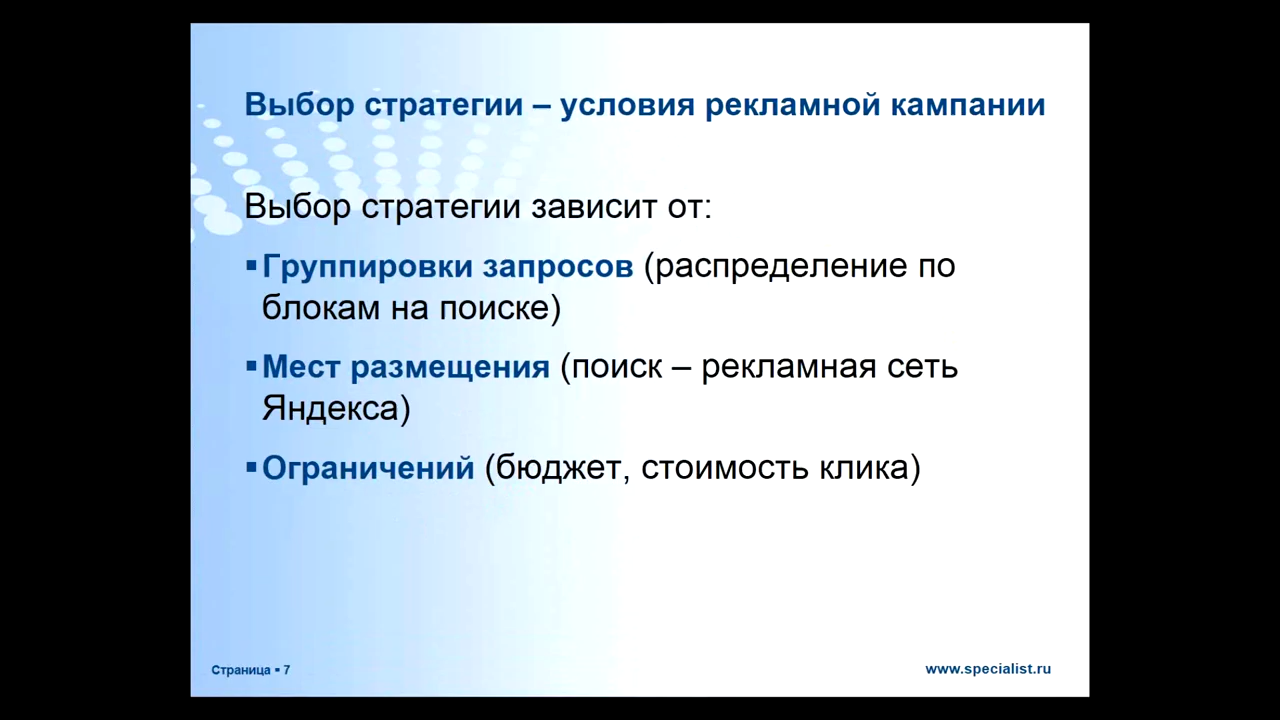 Выбор стратегии – условия рекламной кампании
Выбор стратегии зависит от:
▪Группировки запросов (распределение по
блокам на поиске)
▪Мест размещения (поиск – рекламная сеть
Яндекса)
▪Ограничений (бюджет, стоимость клика)
Страница ▪ 7
www.specialist.ru